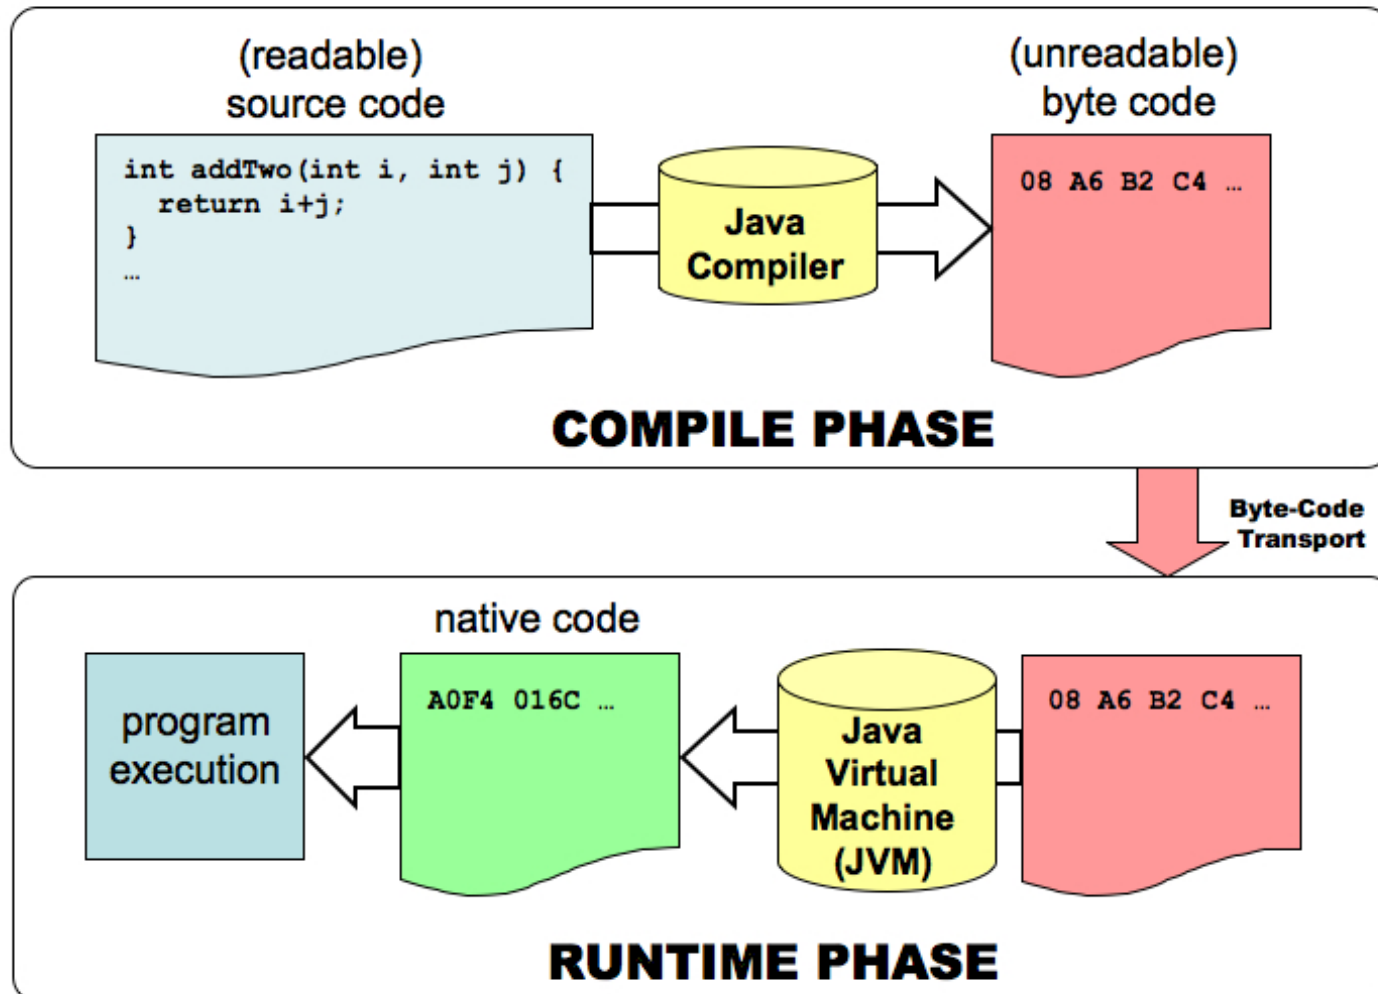 (readable)
source code
int addTwo(int i, int j) {
return i+j;
}
…
Java
Compiler
(unreadable)
byte code
08 A6 B2 C4 …
COMPILE PHASE
Byte-Code
Transport
native code
program
execution
A0F4 016C …
Java
Virtual
Machine
(JVM)
08 A6 B2 C4 …
RUNTIME PHASE